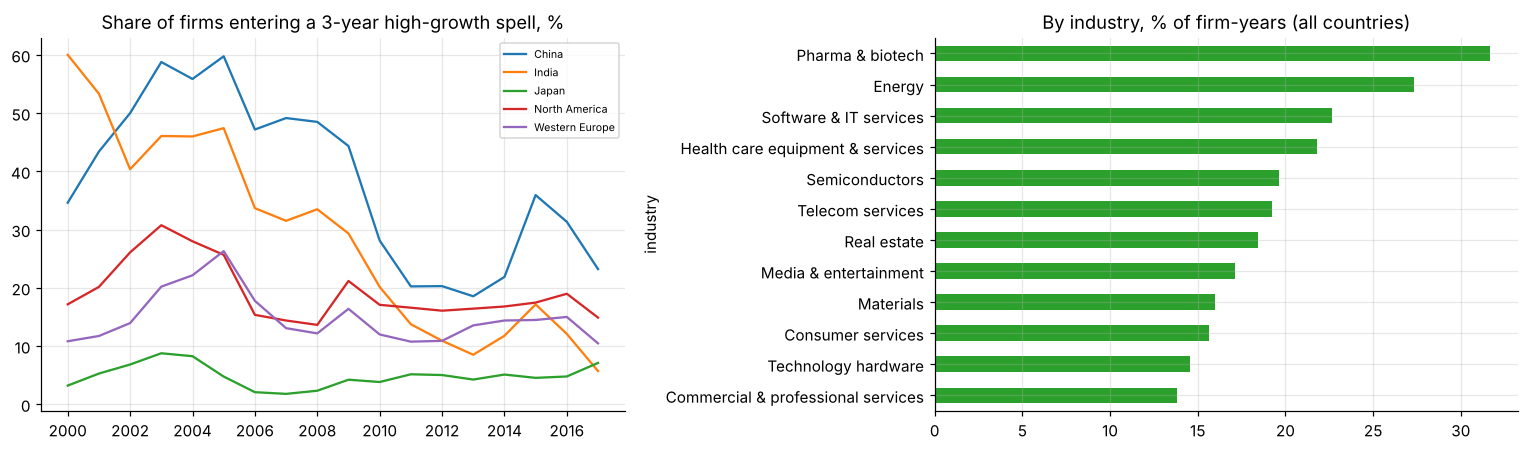 Share of firms entering a 3-year high-growth spell, %
60
50
40
30
20
10
0
2000 2002 2004 2006 2008 2010 2012 2014 2016
China
India
Japan
North America
Western Europe
By industry, % of firm-years (all countries)
industry
Pharma & biotech
Energy
Software & IT services
Health care equipment & services
Semiconductors
Telecom services
Real estate
Media & entertainment
Materials
Consumer services
Technology hardware
Commercial & professional services
0 5 10 15 20 25 30